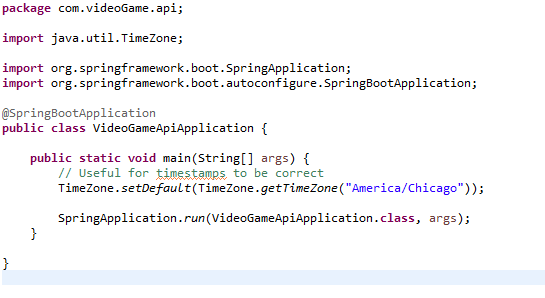 package com.videoGame.api;
import java.util.TimeZone;
import org.springframework.boot.SpringApplication;
import org.springframework.boot.autoconfigure.SpringBootApplication;
@SpringBootApplication
public class VideoGameApiApplication {
public static void main(String[] args) {
// Useful for timestamps to be correct
TimeZone.setDefault(TimeZone.getTimeZone("America/Chicago"));
SpringApplication.run(VideoGameApiApplication.class, args);
}
}